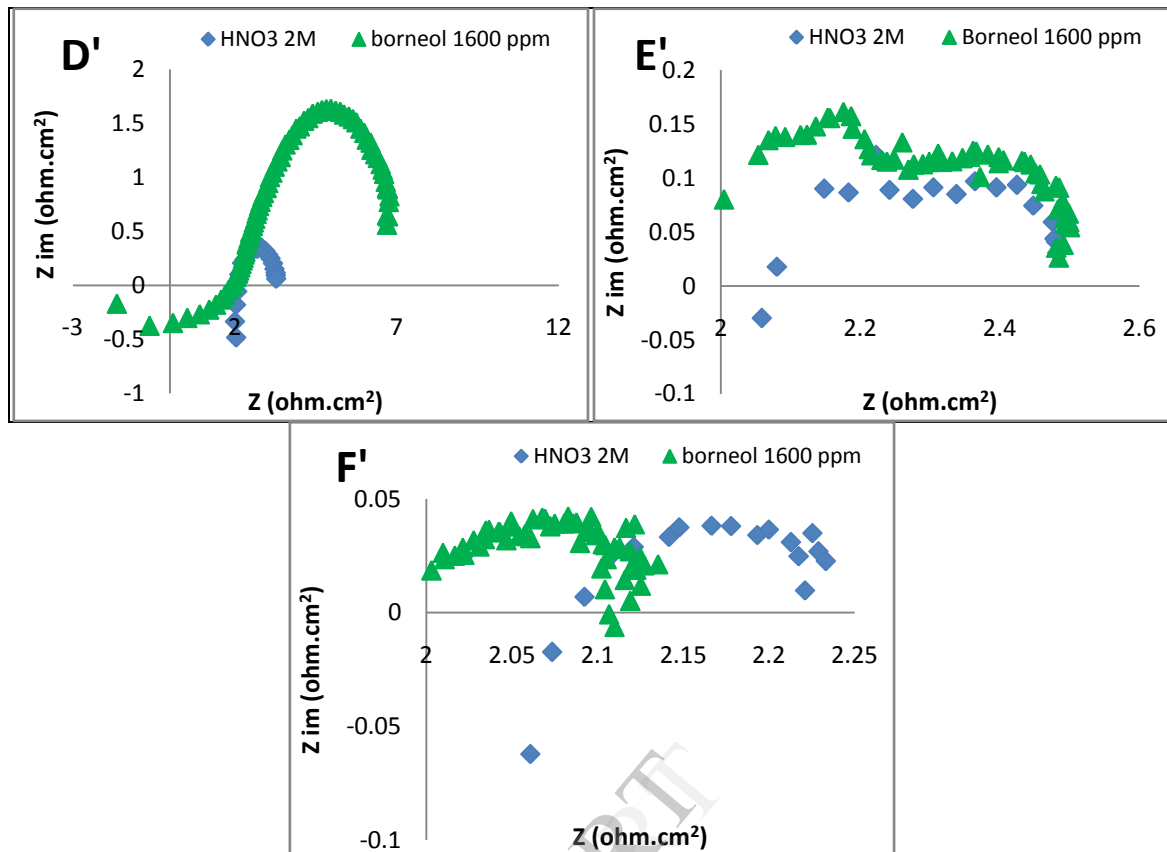 D'
HNO3 2M
borneol 1600 ppm
Z im (ohm.cm²)
2
1.5
1
0.5
0
-0.5
-1
-3
2
7
12
Z (ohm.cm²)
E'
HNO3 2M
Borneol 1600 ppm
Z im (ohm.cm²)
0.2
0.15
0.1
0.05
0
-0.05
-0.1
2
2.2
2.4
2.6
Z (ohm.cm²)
F'
HNO3 2M
borneol 1600 ppm
Z im (ohm.cm²)
0.05
0
-0.05
-0.1
2
2.05
2.1
2.15
2.2
2.25
Z (ohm.cm²)